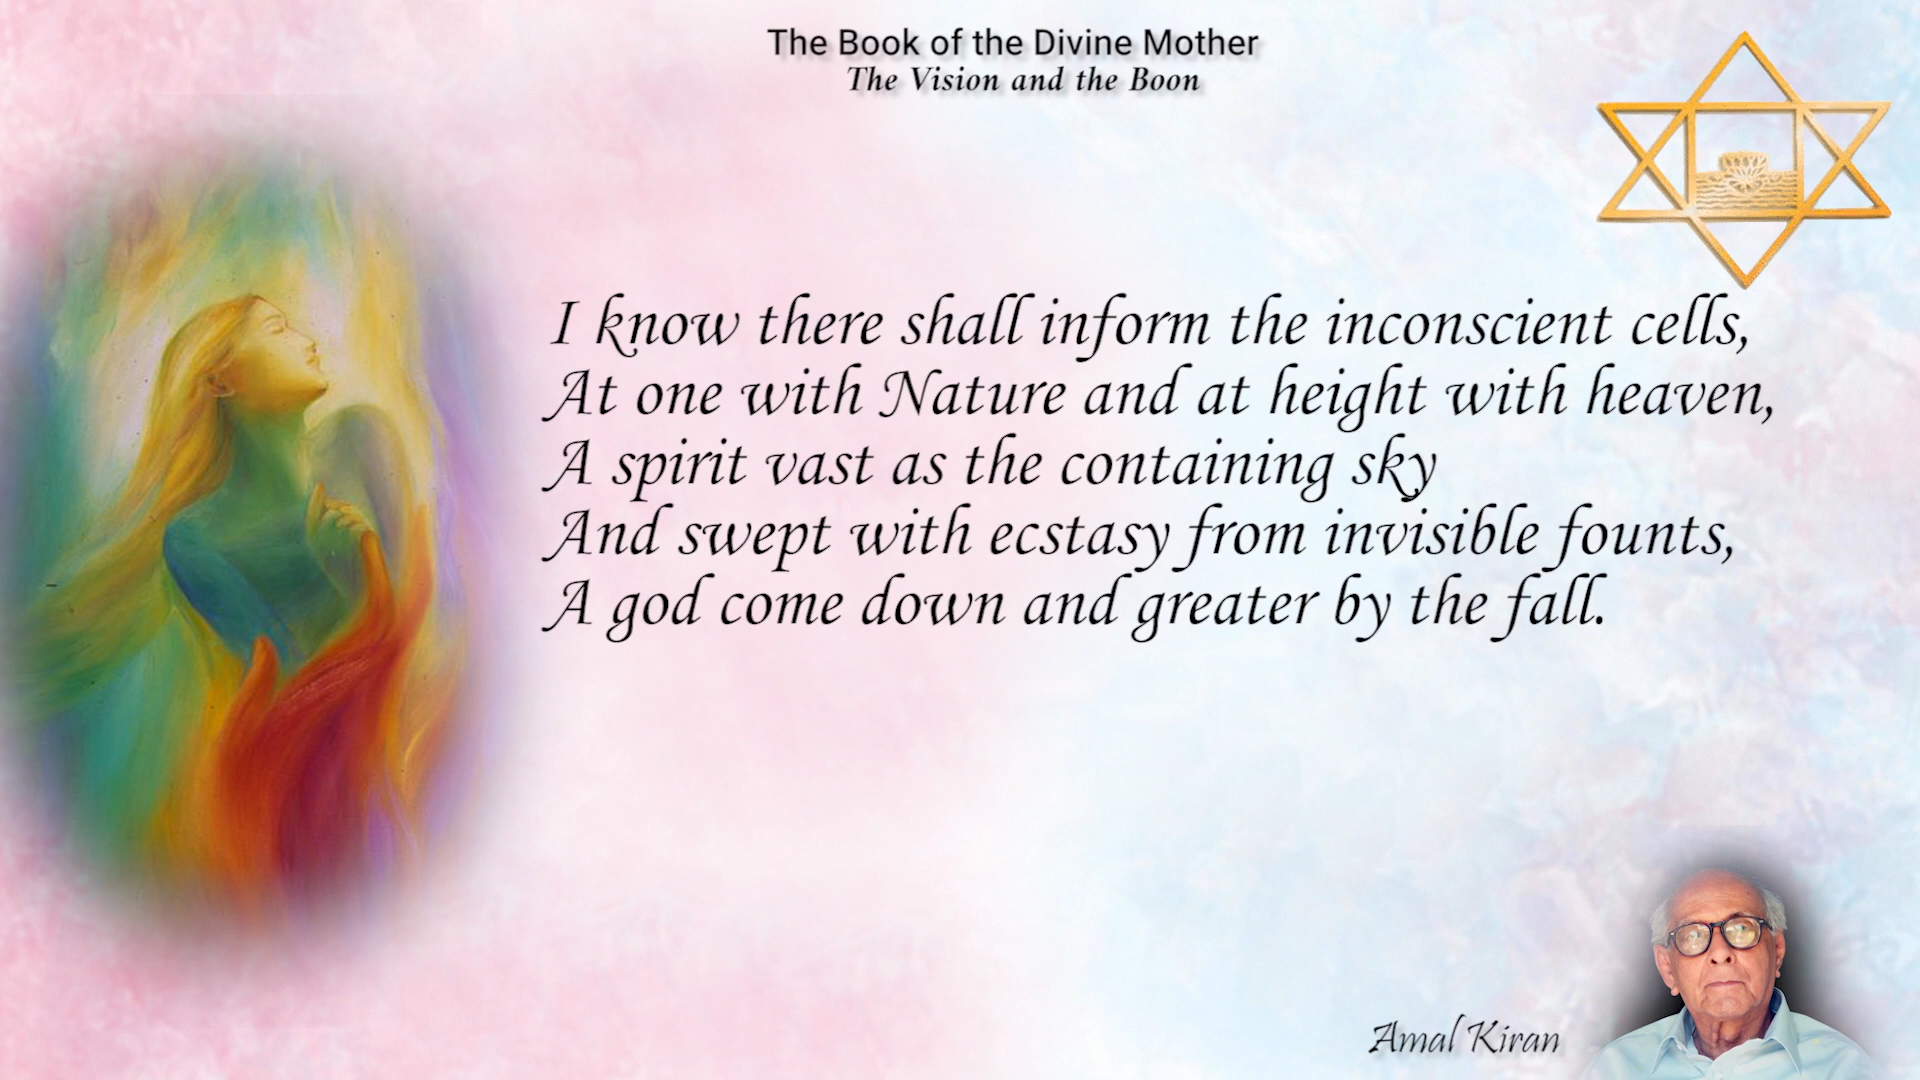 The Book of the Divine Mother
The Vision and the Boon
I know there shall inform the inconscient cells,
At one with Nature and at height with heaven,
A spirit vast as the containing sky
And swept with ecstasy from invisible founts,
A god come down and greater by the fall.
Amal Kiran